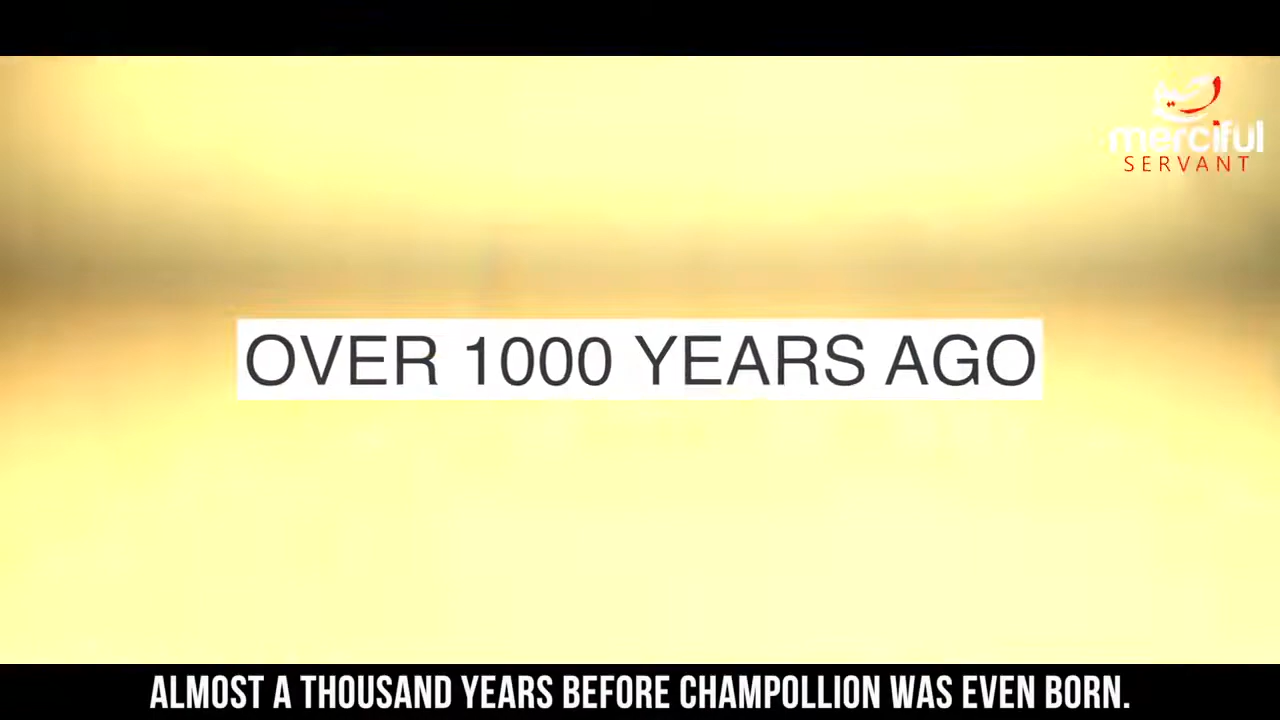 merciful
SERVANT
OVER 1000 YEARS AGO
ALMOST A THOUSAND YEARS BEFORE CHAMPOLLION WAS EVEN BORN.